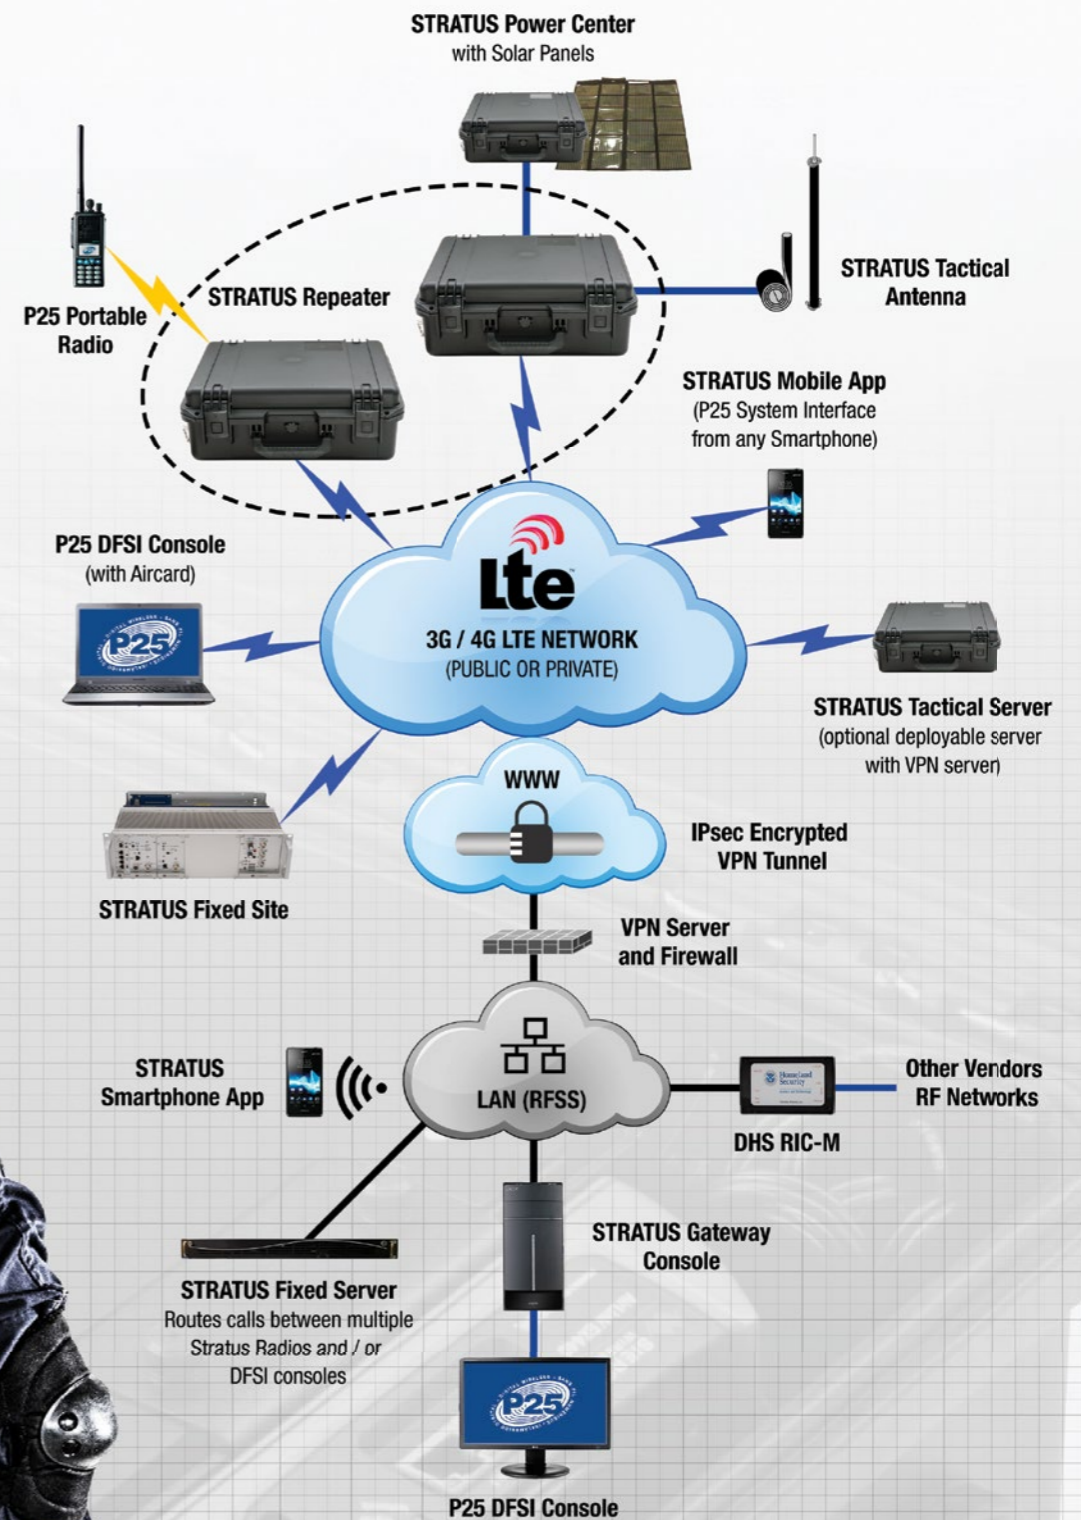 STRATUS Power Center
with Solar Panels
STRATUS Repeater
STRATUS Tactical
Antenna
P25 Portable
Radio
STRATUS Mobile App
(P25 System Interface
from any Smartphone)
P25 DFSI Console
(with Aircard)
P25
Lte
3G / 4G LTE NETWORK
(PUBLIC OR PRIVATE)
STRATUS Tactical Server
(optional deployable server
with VPN server)
WWW
IPsec Encrypted
VPN Tunnel
STRATUS Fixed Site
VPN Server
and Firewall
STRATUS
Smartphone App
LAN (RFSS)
Homeland
Security
Other Vendors
RF Networks
DHS RIC-M
STRATUS Gateway
Console
STRATUS Fixed Server
Routes calls between multiple
Stratus Radios and / or
DFSI consoles
P25
P25 DFSI Console